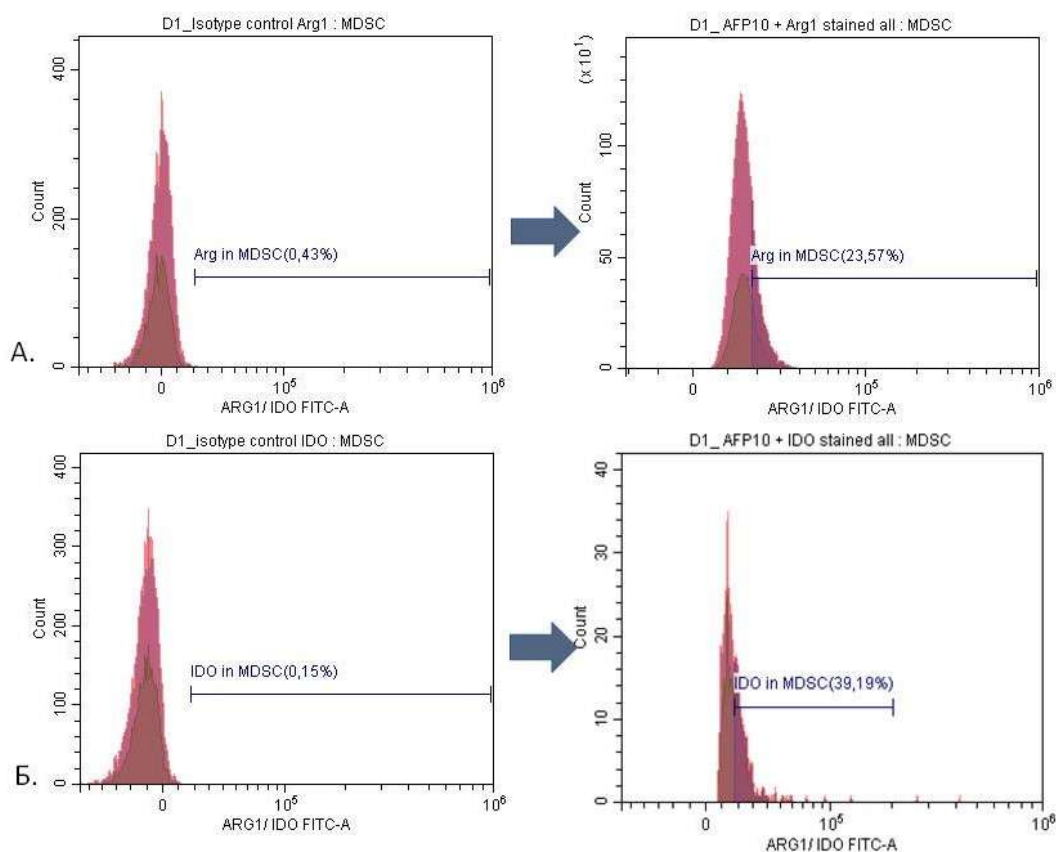 D1_Isotype control Arg1 : MDSC
400
200
0
Count
Arg in MDSC(0,43%)
0
10^5
10^6
ARG1/ IDO FITC-A
А.
D1_ AFP10 + Arg1 stained all : MDSC
(x 10^1)
100
50
0
Count
Arg in MDSC(23,57%)
0
10^5
10^6
ARG1/ IDO FITC-A
D1_isotype control IDO : MDSC
400
300
200
100
0
Count
IDO in MDSC(0,15%)
0
10^5
10^6
ARG1/ IDO FITC-A
Б.
D1_ AFP10 + IDO stained all : MDSC
40
30
20
10
0
Count
IDO in MDSC(39,19%)
0
10^5
10^6
ARG1/ IDO FITC-A